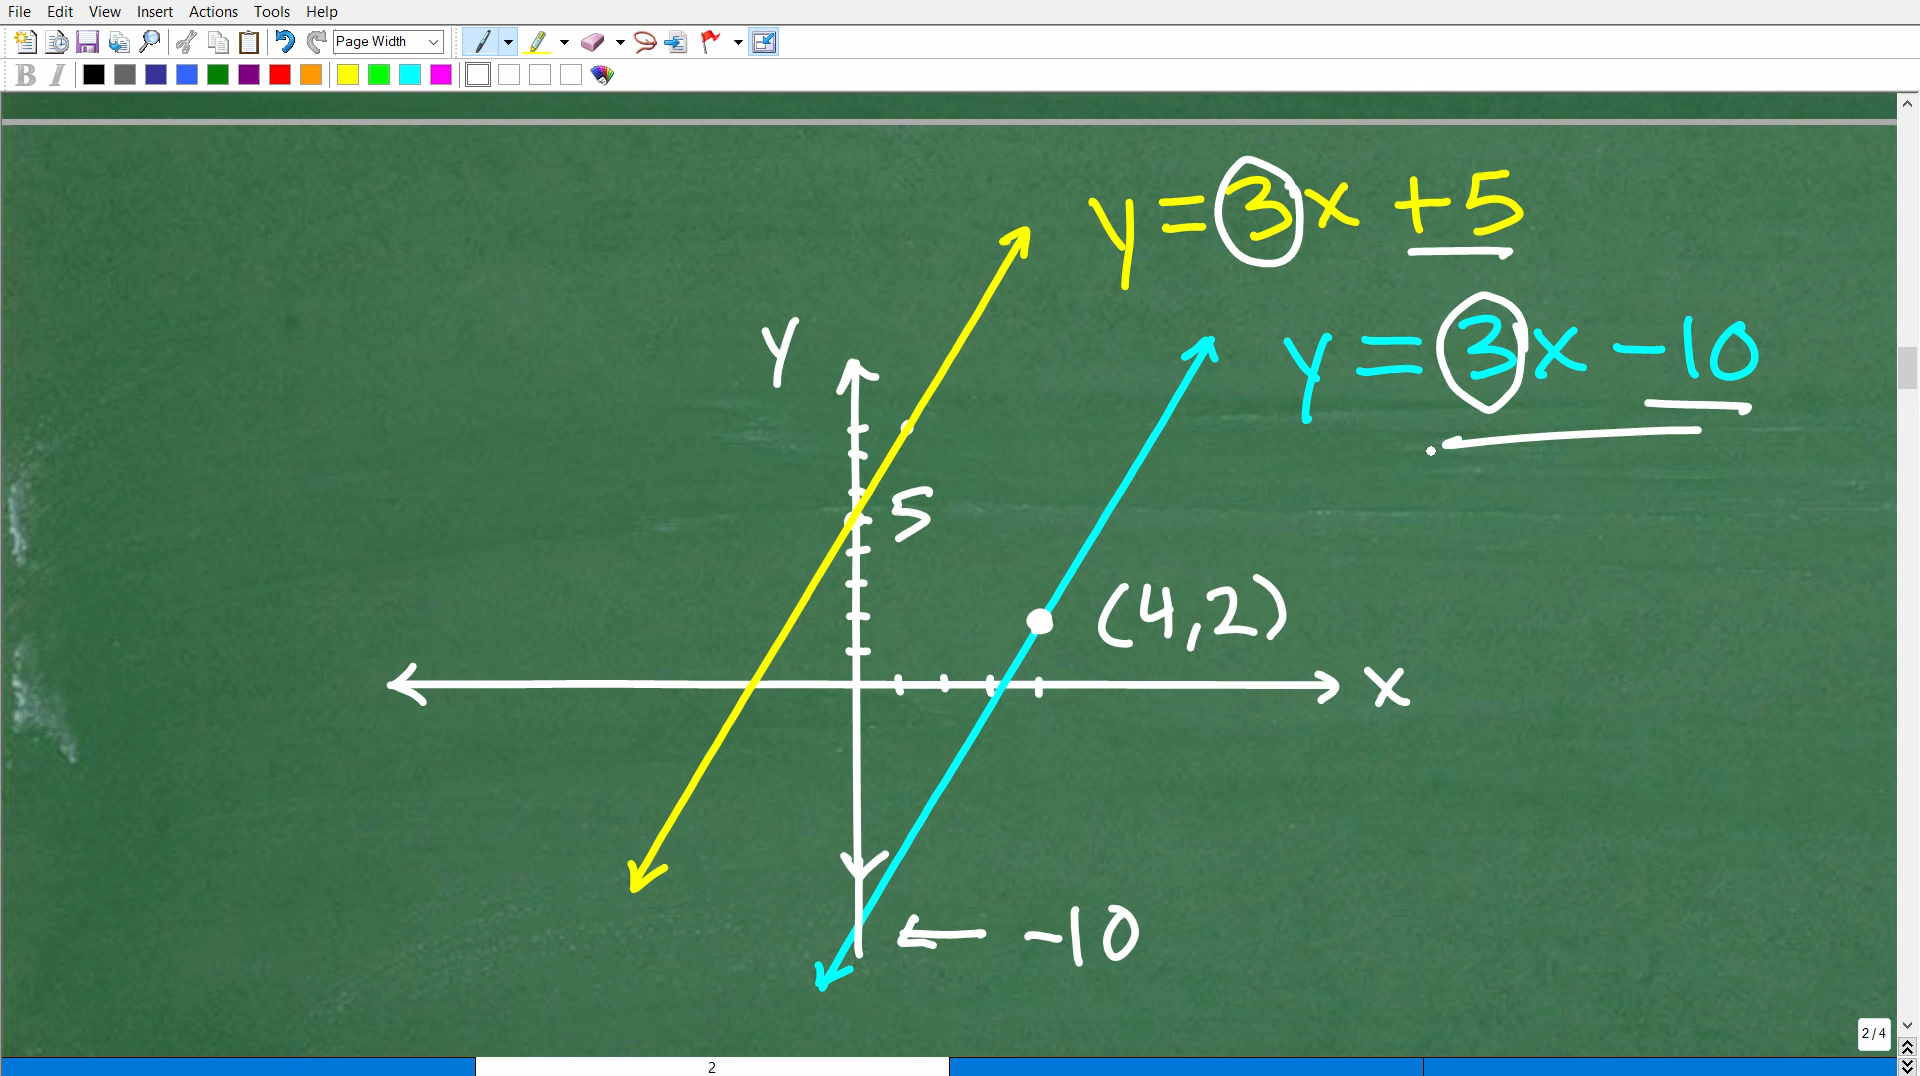 File Edit View Insert Actions Tools Help
Page Width
B I
y = 3x + 5
y = 3x - 10
y
5
(4,2)
x
-10
2 / 4
2